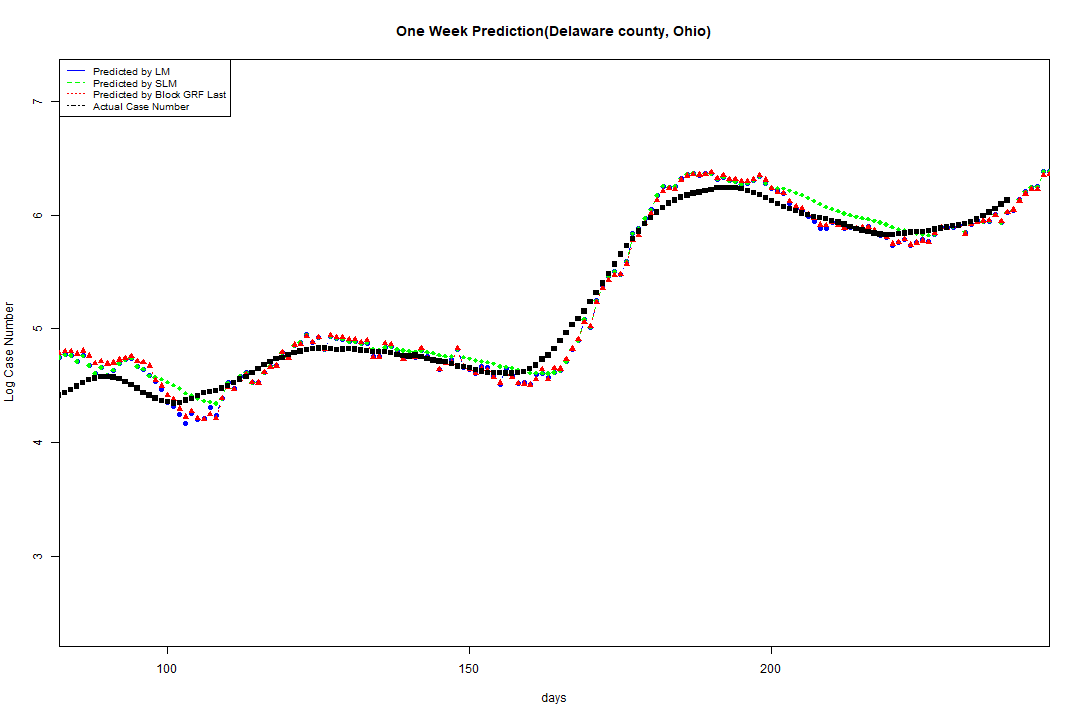 One Week Prediction(Delaware county, Ohio)
Predicted by LM
Predicted by SLM
Predicted by Block GRF Last
Actual Case Number
7
6
5
4
3
Log Case Number
100
150
200
days